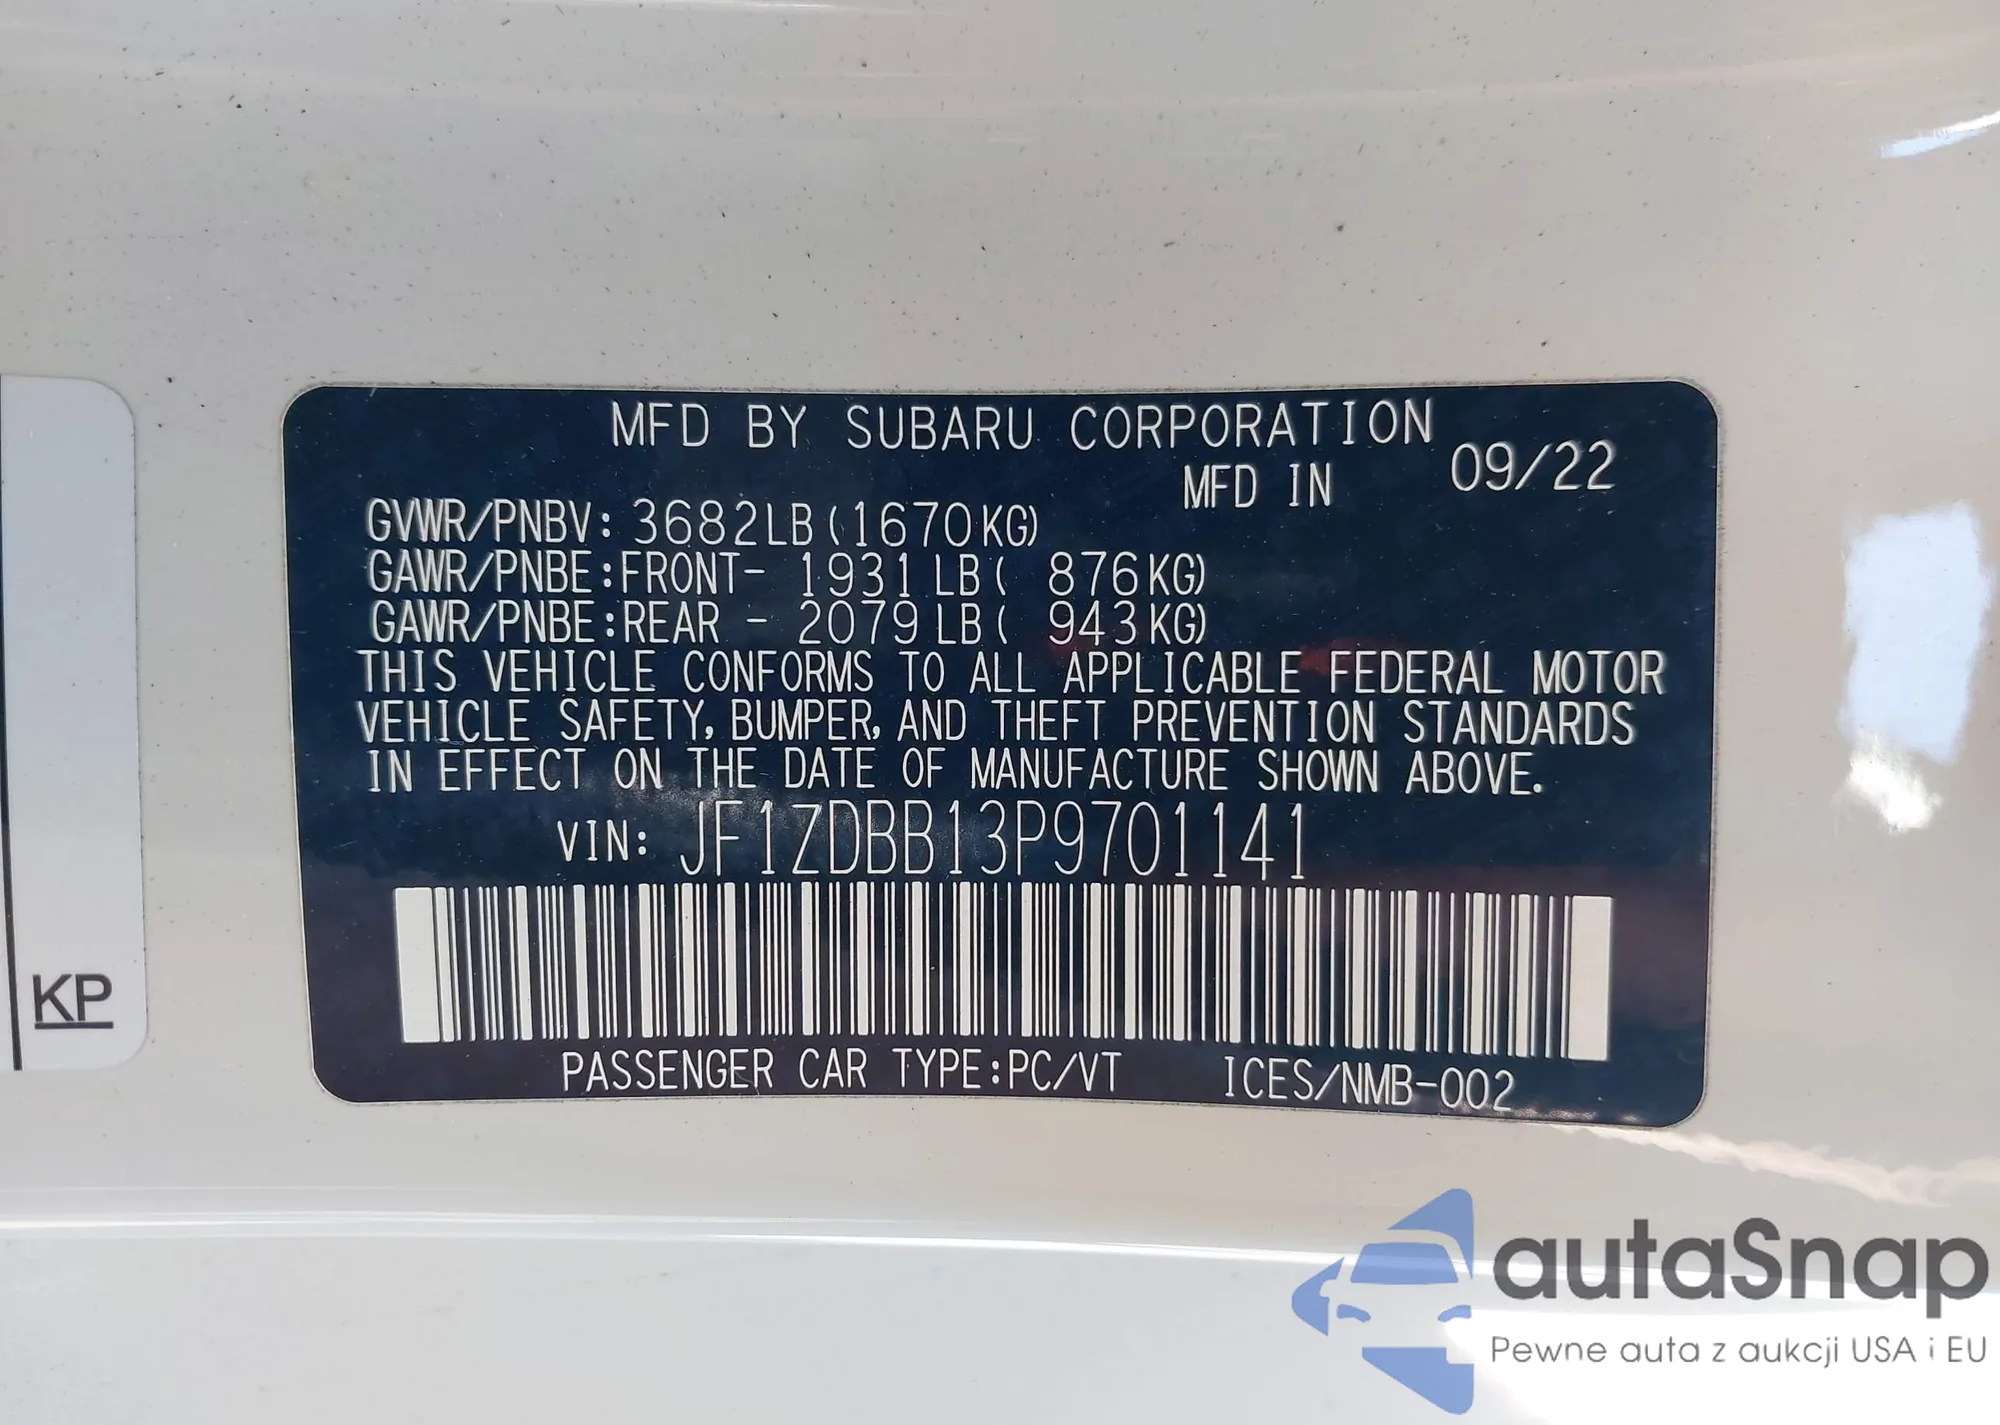 MFD BY SUBARU CORPORATION
MFD IN 09/22
GVWR/PNBV: 3682LB(1670KG)
GAWR/PNBE:FRONT- 1931LB( 876KG)
GAWR/PNBE:REAR - 2079LB( 943KG)
THIS VEHICLE CONFORMS TO ALL APPLICABLE FEDERAL MOTOR
VEHICLE SAFETY, BUMPER, AND THEFT PREVENTION STANDARDS
IN EFFECT ON THE DATE OF MANUFACTURE SHOWN ABOVE.
VIN: JF1ZDBB13P9701141
PASSENGER CAR TYPE:PC/VT ICES/NMB-002
KP
autaSnap
Pewne auta z aukcji USA i EU